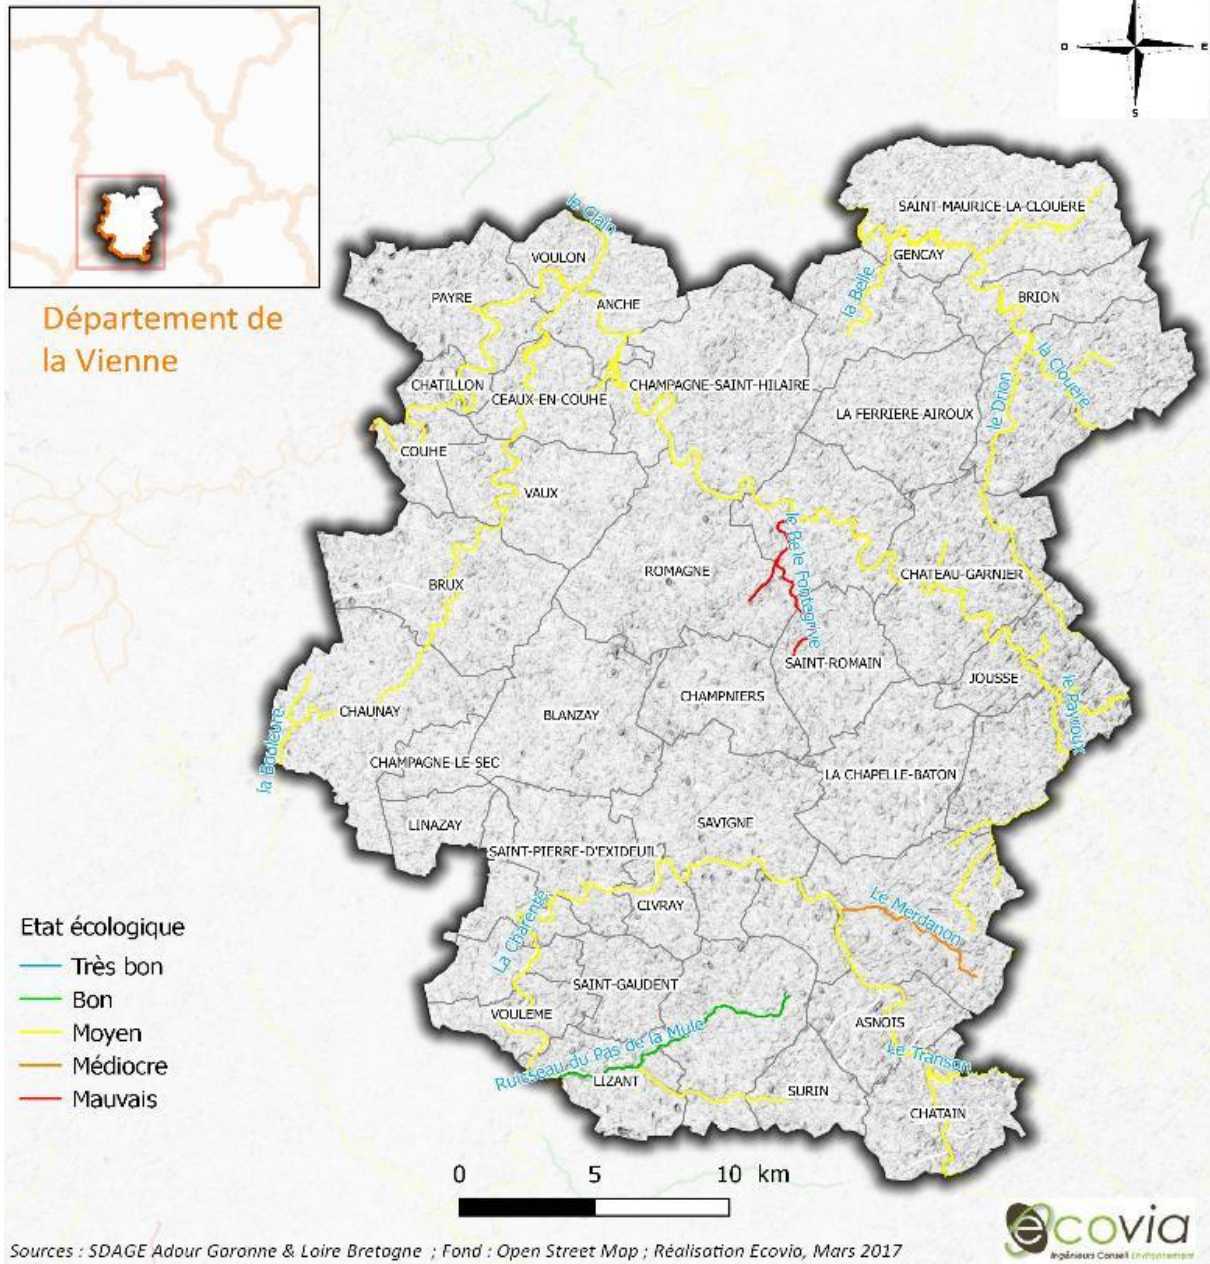 O
E
S
Département de
la Vienne
le Clain
SAINT-MAURICE-LA CLOUERE
VOULON
GENCAY
la Belle
PAYRE
ANCHE
BRION
la Clouere
CHATILLON
CEAUX-EN-COUHE
CHAMPAGNE-SAINT-HILAIRE
le Drion
LA FERRIERE AIROUX
COUHE
VAUX
ROMAGNE
CHATEAU-GARNIER
BRUX
Fontegrive
SAINT-ROMAIN
JOUSSE
CHAMPNIERS
le Payroux
CHAUNAY
BLANZAY
la Bouleure
CHAMPAGNE-LE-SEC
LA CHAPELLE-BATON
LINAZAY
SAVIGNE
SAINT-PIERRE-D'EXIDEUIL
La Charente
CIVRAY
Le Merdanon
Etat écologique
Très bon
Bon
Moyen
Médiocre
Mauvais
SAINT-GAUDENT
VOULEME
ASNOIS
Ruisseau du Pas de la Mule
Le Transon
LIZANT
SURIN
CHATAIN
0 5 10 km
ecovia
Ingénieurs Conseil Environnement
Sources : SDAGE Adour Garonne & Loire Bretagne ; Fond : Open Street Map ; Réalisation Ecovia, Mars 2017